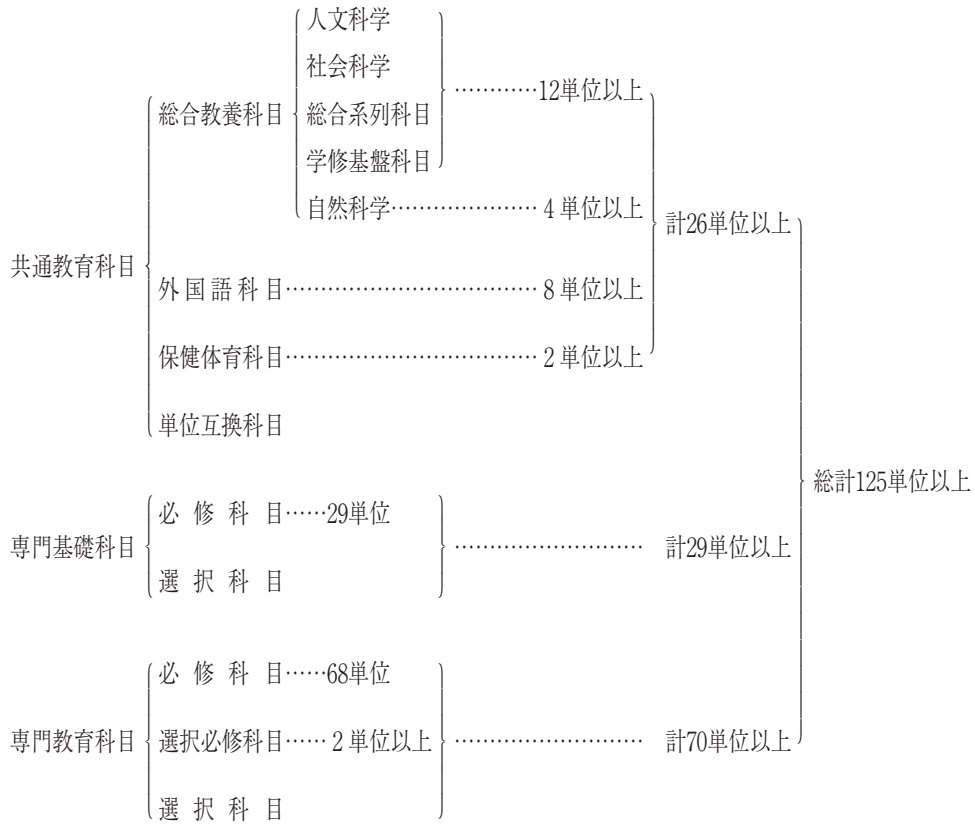 人文科学
社会科学
…………12単位以上
総合教養科目
総合系列科目
学修基盤科目
自然科学…………………4単位以上
計26単位以上
共通教育科目
外国語科目………………………………8単位以上
保健体育科目………………………………2単位以上
単位互換科目
総計125単位以上
必修科目……29単位
専門基礎科目
………………………計29単位以上
選択科目
必修科目……68単位
専門教育科目
選択必修科目……2単位以上
………………………計70単位以上
選択科目